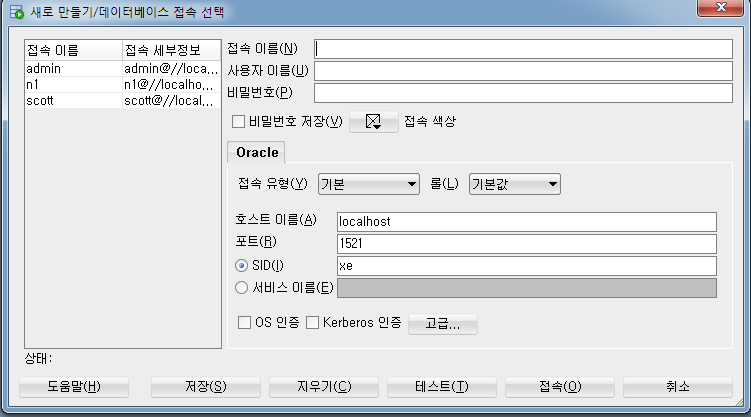 새로 만들기/데이터베이스 접속 선택
접속 이름 접속 세부정보
admin admin@//loca...
n1 n1@//localho...
scott scott@//local...
접속 이름(N)
사용자 이름(U)
비밀번호(P)
비밀번호 저장(V) 접속 색상
Oracle
접속 유형(Y) 기본 롤(L) 기본값
호스트 이름(A) localhost
포트(R) 1521
SID(I) xe
서비스 이름(E)
OS 인증 Kerberos 인증 고급...
상태:
도움말(H) 저장(S) 지우기(C) 테스트(T) 접속(O) 취소